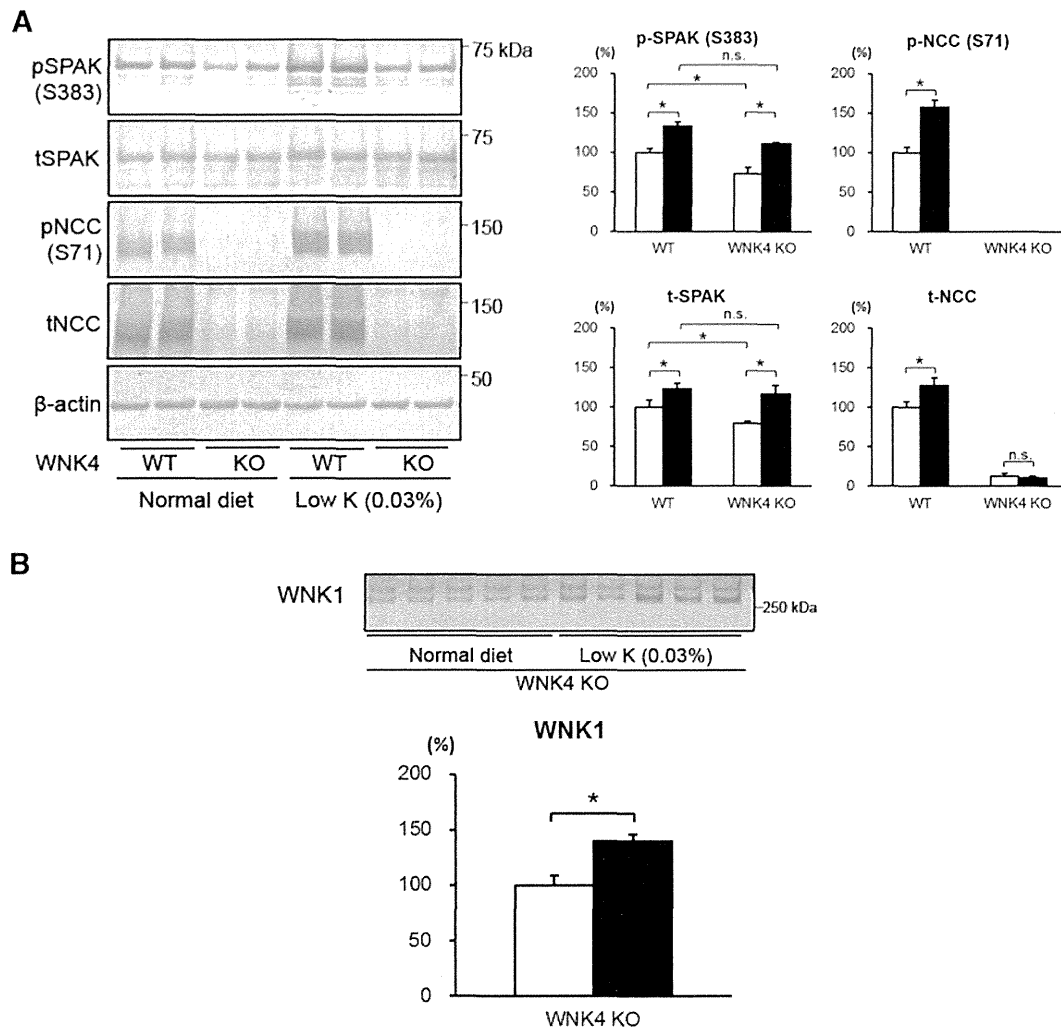 A
pSPAK
(S383)
75 kDa
tSPAK
75
pNCC
(S71)
150
tNCC
150
β-actin
50
WNK4 WT KO WT KO
Normal diet Low K (0.03%)
p-SPAK (S383)
(%)
200
150
100
50
0
n.s.
*
* *
WT WNK4 KO
p-NCC (S71)
(%)
200
150
100
50
0
*
WT WNK4 KO
t-SPAK
(%)
200
150
100
50
0
n.s.
*
* *
WT WNK4 KO
t-NCC
(%)
200
150
100
50
0
*
n.s.
WT WNK4 KO
B
WNK1
250 kDa
Normal diet Low K (0.03%)
WNK4 KO
WNK1
(%)
200
150
100
50
0
*
WNK4 KO